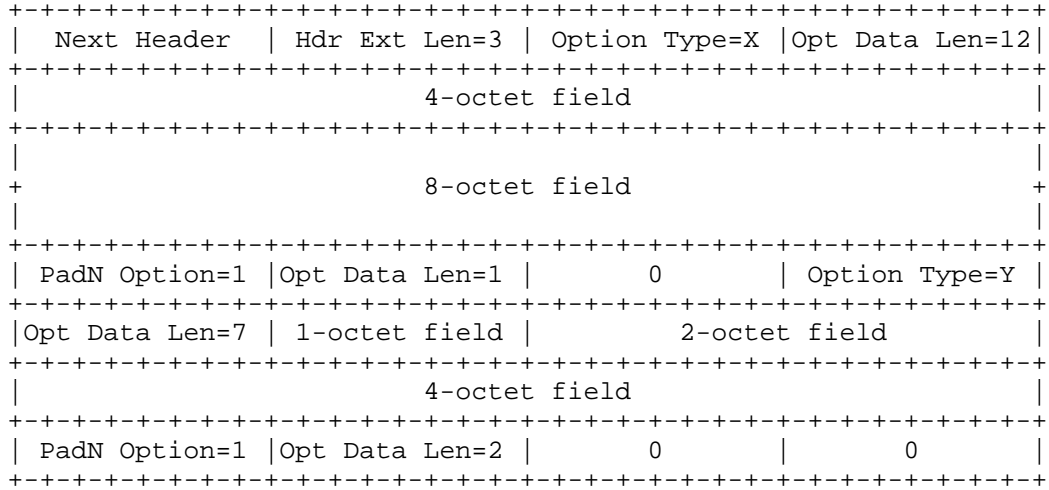 +-+-+-+-+-+-+-+-+-+-+-+-+-+-+-+-+-+-+-+-+-+-+-+-+-+-+-+-+-+-+-+-+
|  Next Header  | Hdr Ext Len=3 | Option Type=X |Opt Data Len=12|
+-+-+-+-+-+-+-+-+-+-+-+-+-+-+-+-+-+-+-+-+-+-+-+-+-+-+-+-+-+-+-+-+
|                         4-octet field                         |
+-+-+-+-+-+-+-+-+-+-+-+-+-+-+-+-+-+-+-+-+-+-+-+-+-+-+-+-+-+-+-+-+
|                                                               |
+                         8-octet field                         +
|                                                               |
+-+-+-+-+-+-+-+-+-+-+-+-+-+-+-+-+-+-+-+-+-+-+-+-+-+-+-+-+-+-+-+-+
| PadN Option=1 |Opt Data Len=1 |       0       | Option Type=Y |
+-+-+-+-+-+-+-+-+-+-+-+-+-+-+-+-+-+-+-+-+-+-+-+-+-+-+-+-+-+-+-+-+
|Opt Data Len=7 | 1-octet field |         2-octet field         |
+-+-+-+-+-+-+-+-+-+-+-+-+-+-+-+-+-+-+-+-+-+-+-+-+-+-+-+-+-+-+-+-+
|                         4-octet field                         |
+-+-+-+-+-+-+-+-+-+-+-+-+-+-+-+-+-+-+-+-+-+-+-+-+-+-+-+-+-+-+-+-+
| PadN Option=1 |Opt Data Len=2 |       0       |       0       |
+-+-+-+-+-+-+-+-+-+-+-+-+-+-+-+-+-+-+-+-+-+-+-+-+-+-+-+-+-+-+-+-+